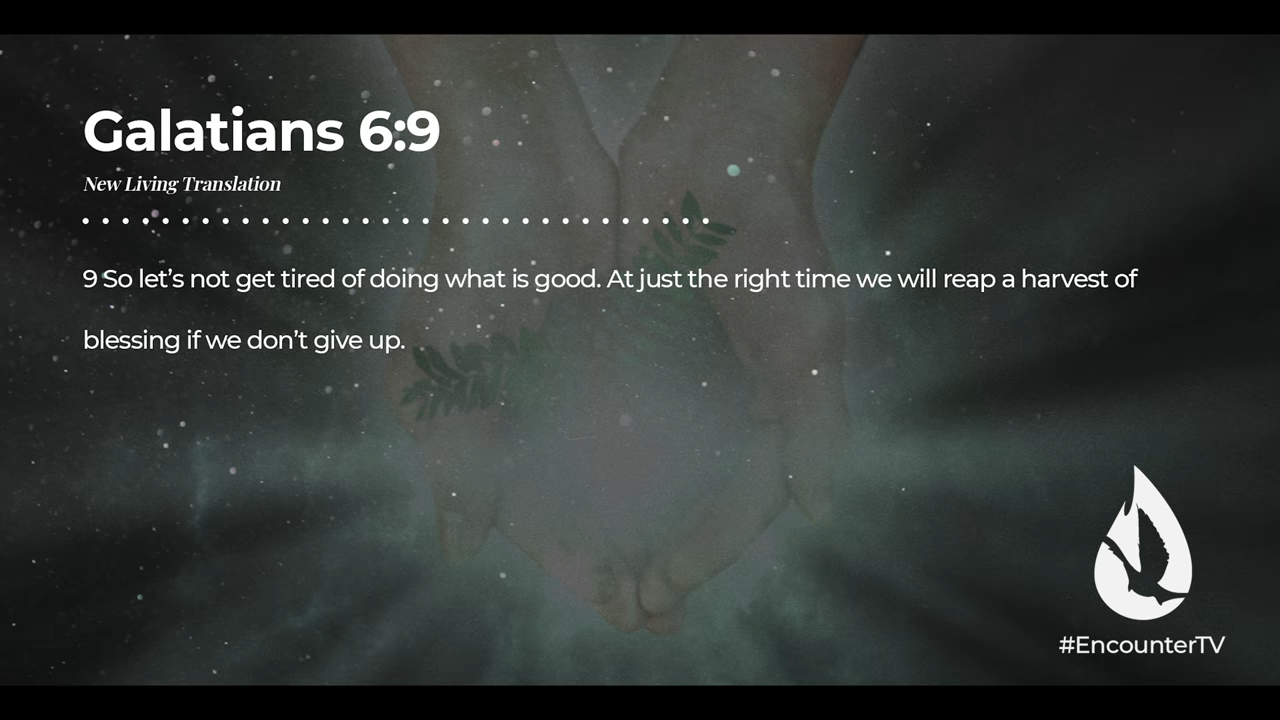 Galatians 6:9
New Living Translation
9 So let's not get tired of doing what is good. At just the right time we will reap a harvest of
blessing if we don't give up.
#EncounterTV